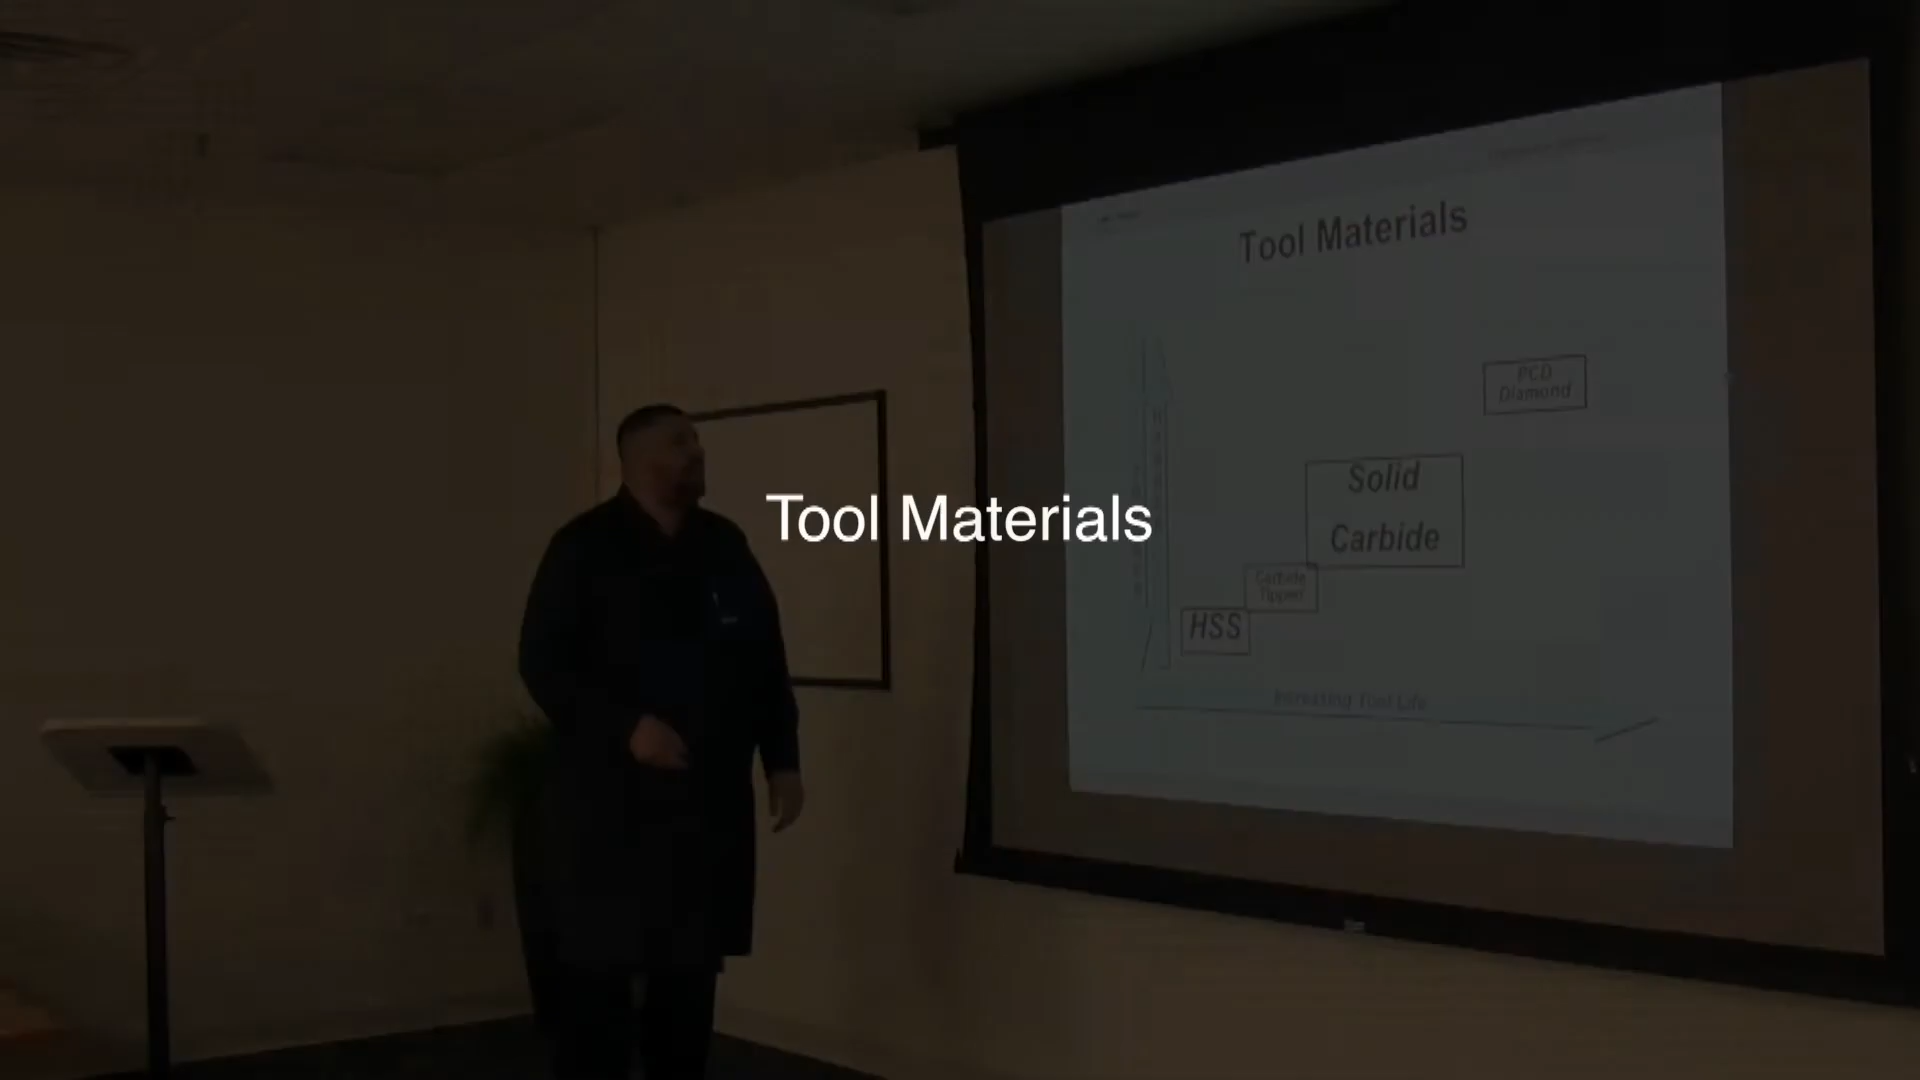 Tool Materials
PCD
Diamond
Solid
Carbide
Carbide
Tipped
HSS
Increasing Tool Life
Tool Materials